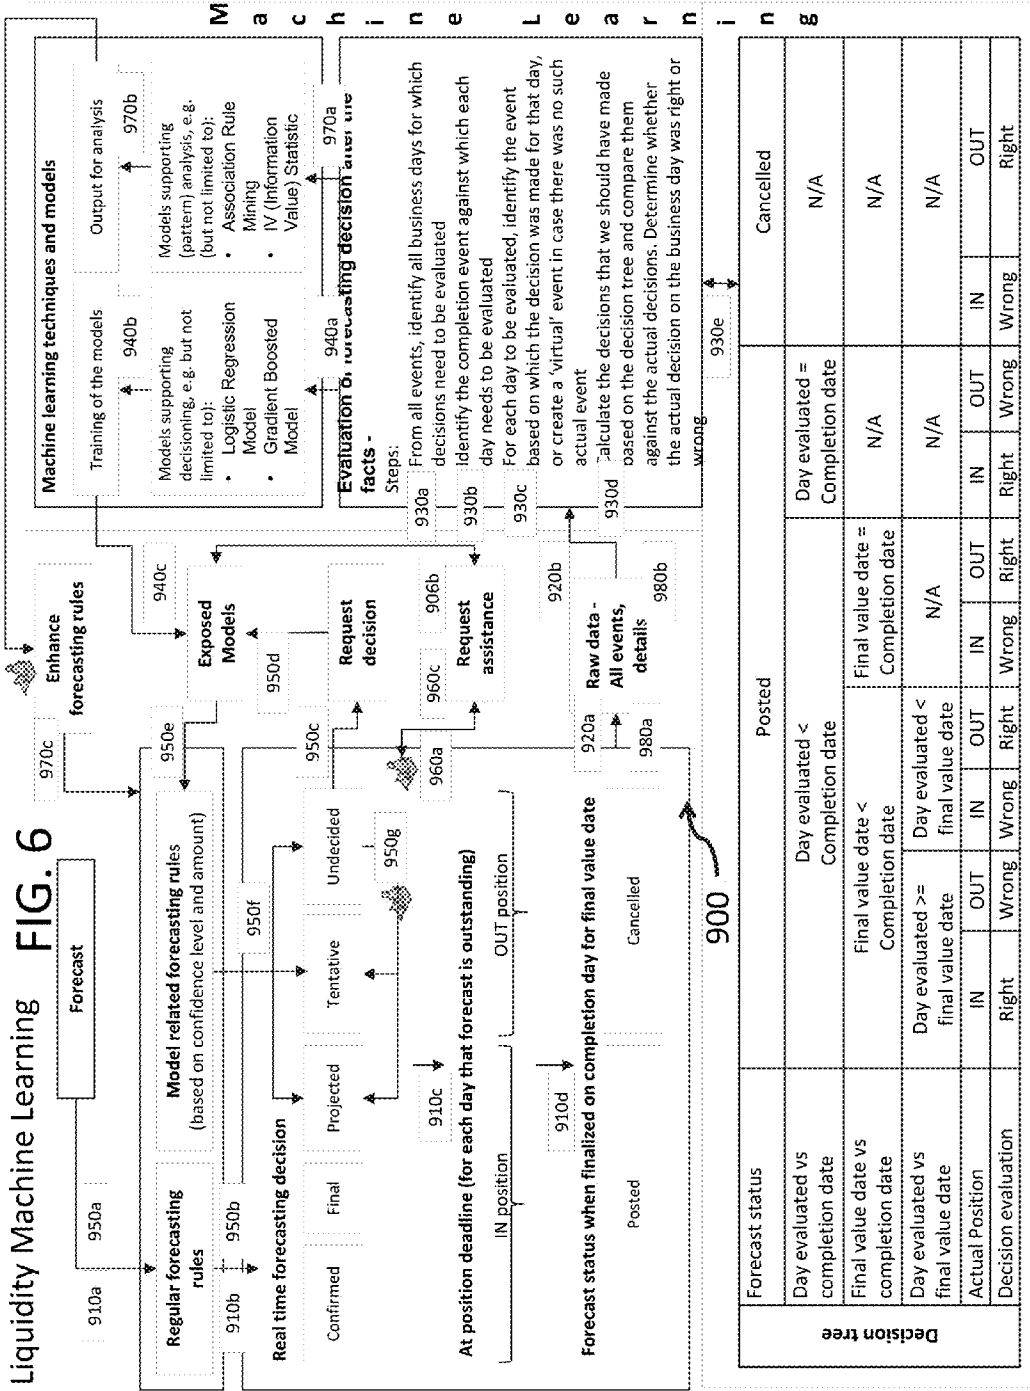 Liquidity Machine Learning
FIG. 6
Forecast
910a
950a
Regular forecasting
rules
Model related forecasting rules
(based on confidence level and amount)
970c
Enhance
forecasting rules
910b
950b
950f
950e
Real time forecasting decision
Confirmed
Final
Projected
Tentative
Undecided
950g
950c
950d
940c
Exposed
Models
Request
decision
906b
960c
960a
Request
assistance
910c
At position deadline (for each day that forecast is outstanding)
IN position
OUT position
910d
Forecast status when finalized on completion day for final value date
Posted
Cancelled
920a
980a
Raw data -
All events,
details
920b
980b
900
Machine learning techniques and models
Training of the models
Output for analysis
940b
970b
Models supporting
decisioning, e.g. but not
limited to):
• Logistic Regression
Model
• Gradient Boosted
Model
Models supporting
(pattern) analysis, e.g.
(but not limited to):
• Association Rule
Mining
• IV (Information
Value) Statistic
940a
970a
Evaluation of forecasting decision after the
facts -
Steps:
930a
From all events, identify all business days for which
decisions need to be evaluated
930b
Identify the completion event against which each
day needs to be evaluated
930c
For each day to be evaluated, identify the event
based on which the decision was made for that day,
or create a 'virtual' event in case there was no such
actual event
930d
calculate the decisions that we should have made
based on the decision tree and compare them
against the actual decisions. Determine whether
the actual decision on the business day was right or
wrong
930e
Machine Learning
Decision tree
Forecast status
Posted
Cancelled
Day evaluated vs
completion date
Day evaluated <
Completion date
Day evaluated =
Completion date
N/A
Final value date vs
completion date
Final value date <
Completion date
Final value date =
Completion date
N/A
N/A
Day evaluated vs
final value date
Day evaluated >=
final value date
Day evaluated <
final value date
N/A
N/A
N/A
Actual Position
IN
OUT
IN
OUT
IN
OUT
IN
OUT
IN
OUT
Decision evaluation
Right
Wrong
Wrong
Right
Wrong
Right
Right
Wrong
Wrong
Right